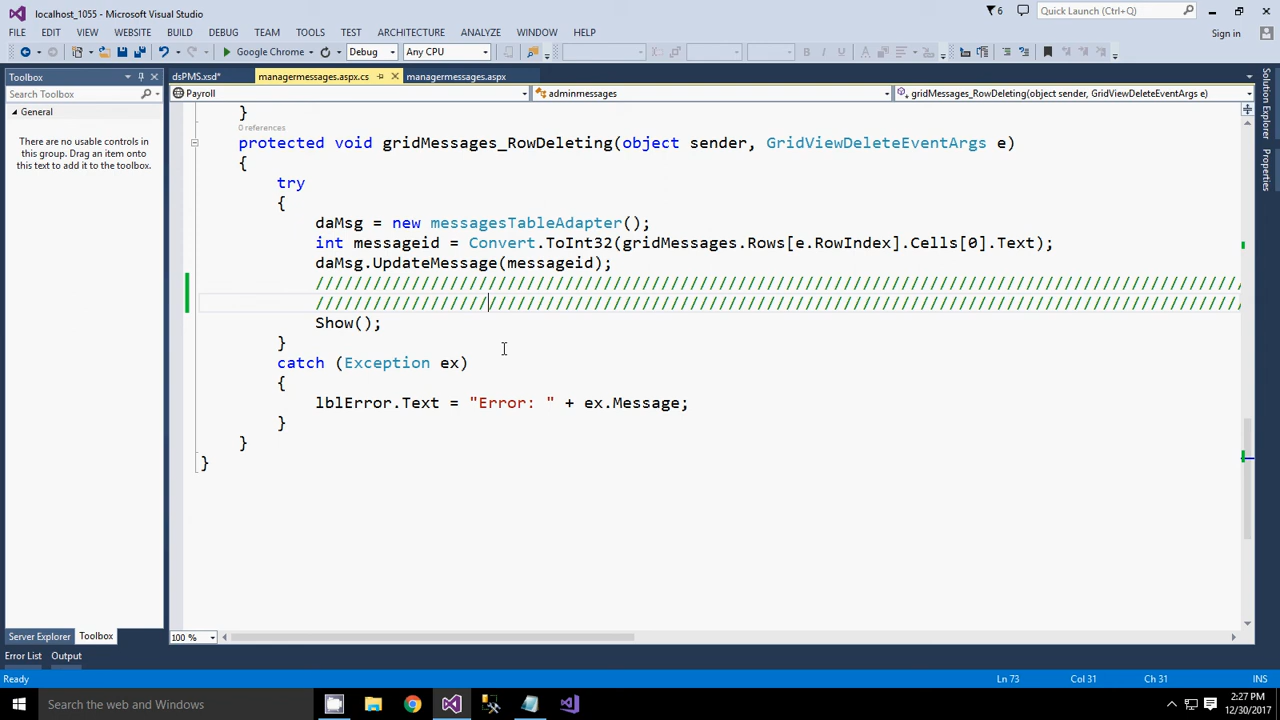 localhost_1055 - Microsoft Visual Studio
6
Quick Launch (Ctrl+Q)
FILE EDIT VIEW WEBSITE BUILD DEBUG TEAM TOOLS TEST ARCHITECTURE ANALYZE WINDOW HELP
Sign in
Google Chrome Debug Any CPU
Toolbox
dsPMS.xsd* managermessages.aspx.cs managermessages.aspx
Search Toolbox
Payroll adminmessages gridMessages_RowDeleting(object sender, GridViewDeleteEventArgs e)
General
There are no usable controls in
this group. Drag an item onto
this text to add it to the toolbox.
Solution Explorer
Properties
}
0 references
protected void gridMessages_RowDeleting(object sender, GridViewDeleteEventArgs e)
{
try
{
daMsg = new messagesTableAdapter();
int messageid = Convert.ToInt32(gridMessages.Rows[e.RowIndex].Cells[0].Text);
daMsg.UpdateMessage(messageid);
////////////////////////////////////////////////////////////////////////////////////////////////
////////////////////////////////////////////////////////////////////////////////////////////////
Show();
}
catch (Exception ex)
{
lblError.Text = "Error: " + ex.Message;
}
}
}
100 %
Server Explorer Toolbox
Error List Output
Ready Ln 73 Col 31 Ch 31 INS
Search the web and Windows
2:27 PM
12/30/2017